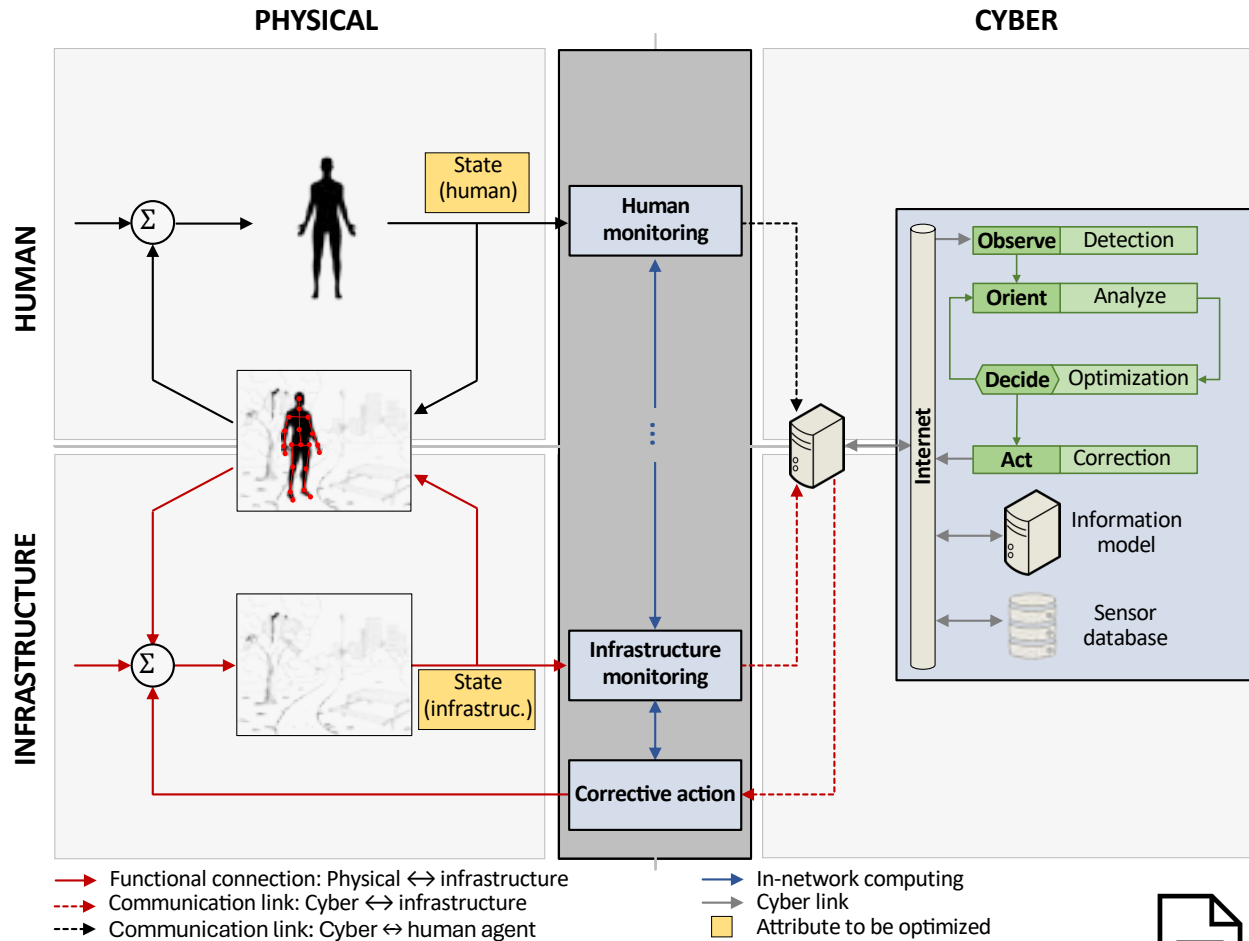 PHYSICAL
CYBER
HUMAN
INFRASTRUCTURE
State
(human)
Σ
Human
monitoring
Observe
Detection
Orient
Analyze
Decide
Optimization
Act
Correction
Internet
...
Information
model
Sensor
database
Σ
State
(infrastruc.)
Infrastructure
monitoring
Corrective action
Functional connection: Physical ↔ infrastructure
Communication link: Cyber ↔ infrastructure
Communication link: Cyber ↔ human agent
In-network computing
Cyber link
Attribute to be optimized